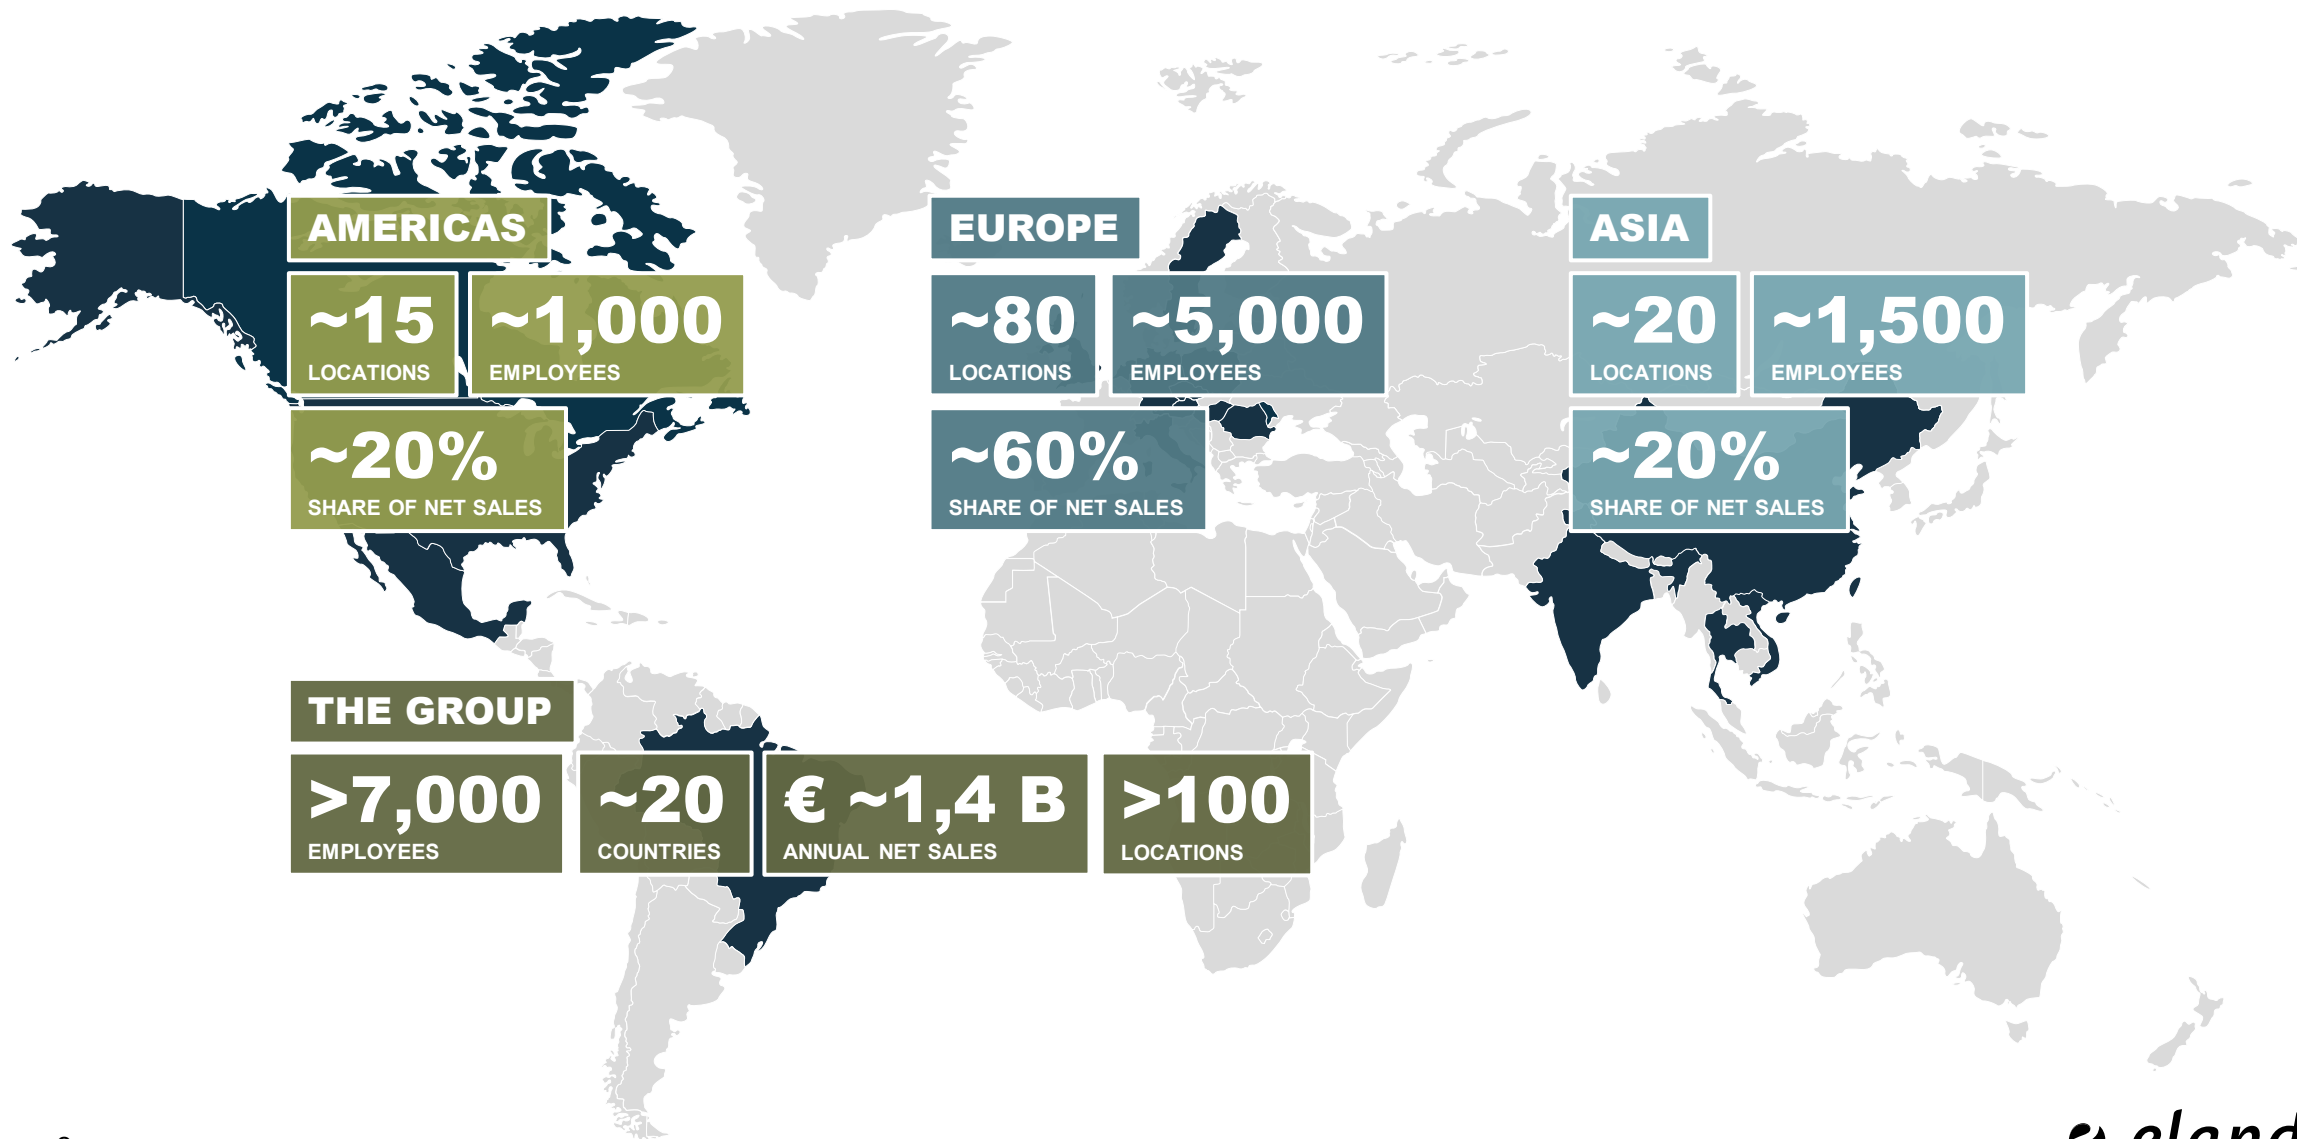 AMERICAS
~15
LOCATIONS
~1,000
EMPLOYEES
~20%
SHARE OF NET SALES
EUROPE
~80
LOCATIONS
~5,000
EMPLOYEES
~60%
SHARE OF NET SALES
ASIA
~20
LOCATIONS
~1,500
EMPLOYEES
~20%
SHARE OF NET SALES
THE GROUP
>7,000
EMPLOYEES
~20
COUNTRIES
€ ~1,4 B
ANNUAL NET SALES
>100
LOCATIONS